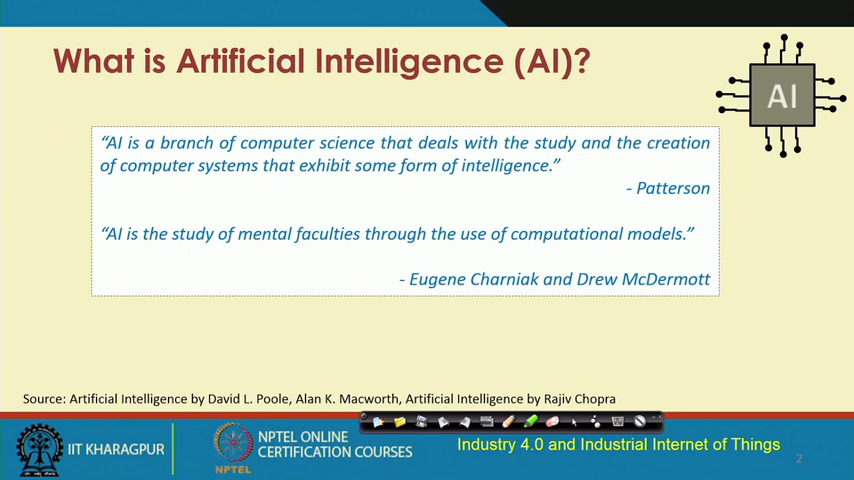 What is Artificial Intelligence (AI)?
AI
“AI is a branch of computer science that deals with the study and the creation
of computer systems that exhibit some form of intelligence.”
- Patterson
“AI is the study of mental faculties through the use of computational models.”
- Eugene Charniak and Drew McDermott
Source: Artificial Intelligence by David L. Poole, Alan K. Macworth, Artificial Intelligence by Rajiv Chopra
IIT KHARAGPUR
NPTEL
NPTEL ONLINE
CERTIFICATION COURSES
Industry 4.0 and Industrial Internet of Things
2